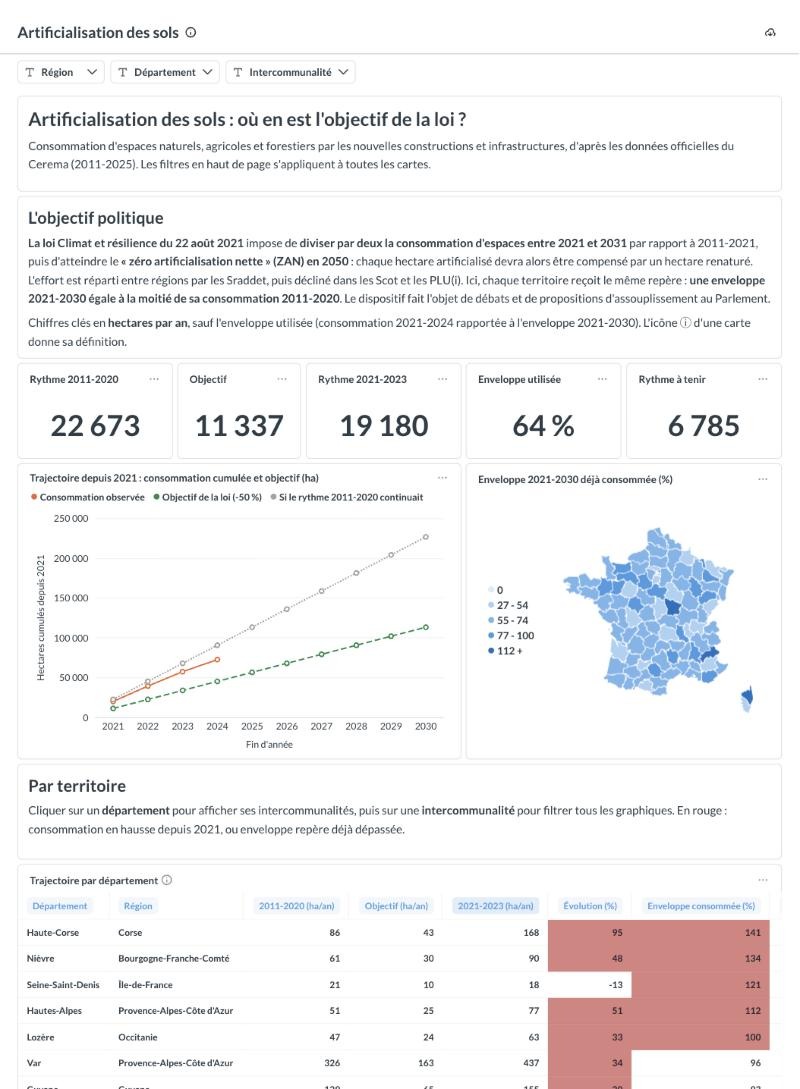 Artificialisation des sols
Région
Département
Intercommunalité
Artificialisation des sols : où en est l'objectif de la loi ?
Consommation d'espaces naturels, agricoles et forestiers par les nouvelles constructions et infrastructures, d'après les données officielles du
Cerema (2011-2025). Les filtres en haut de page s'appliquent à toutes les cartes.
L'objectif politique
La loi Climat et résilience du 22 août 2021 impose de diviser par deux la consommation d'espaces entre 2021 et 2031 par rapport à 2011-2021,
puis d'atteindre le « zéro artificialisation nette » (ZAN) en 2050 : chaque hectare artificialisé devra alors être compensé par un hectare renaturé.
L'effort est réparti entre régions par les Sraddet, puis décliné dans les Scot et les PLU(i). Ici, chaque territoire reçoit le même repère : une enveloppe
2021-2030 égale à la moitié de sa consommation 2011-2020. Le dispositif fait l'objet de débats et de propositions d'assouplissement au Parlement.
Chiffres clés en hectares par an, sauf l'enveloppe utilisée (consommation 2021-2024 rapportée à l'enveloppe 2021-2030). L'icône ⓘ d'une carte
donne sa définition.
Rythme 2011-2020
22 673
Objectif
11 337
Rythme 2021-2023
19 180
Enveloppe utilisée
64 %
Rythme à tenir
6 785
Trajectoire depuis 2021 : consommation cumulée et objectif (ha)
Consommation observée
Objectif de la loi (-50 %)
Si le rythme 2011-2020 continuait
Hectares cumulés depuis 2021
250 000
200 000
150 000
100 000
50 000
0
2021 2022 2023 2024 2025 2026 2027 2028 2029 2030
Fin d'année
Enveloppe 2021-2030 déjà consommée (%)
0
27 - 54
55 - 74
77 - 100
112 +
Par territoire
Cliquer sur un département pour afficher ses intercommunalités, puis sur une intercommunalité pour filtrer tous les graphiques. En rouge :
consommation en hausse depuis 2021, ou enveloppe repère déjà dépassée.
Trajectoire par département
Département Région 2011-2020 (ha/an) Objectif (ha/an) 2021-2023 (ha/an) Évolution (%) Enveloppe consommée (%)
Haute-Corse Corse 86 43 168 95 141
Nièvre Bourgogne-Franche-Comté 61 30 90 48 134
Seine-Saint-Denis Île-de-France 21 10 18 -13 121
Hautes-Alpes Provence-Alpes-Côte d'Azur 51 25 77 51 112
Lozère Occitanie 47 24 63 33 100
Var Provence-Alpes-Côte d'Azur 326 163 437 34 96